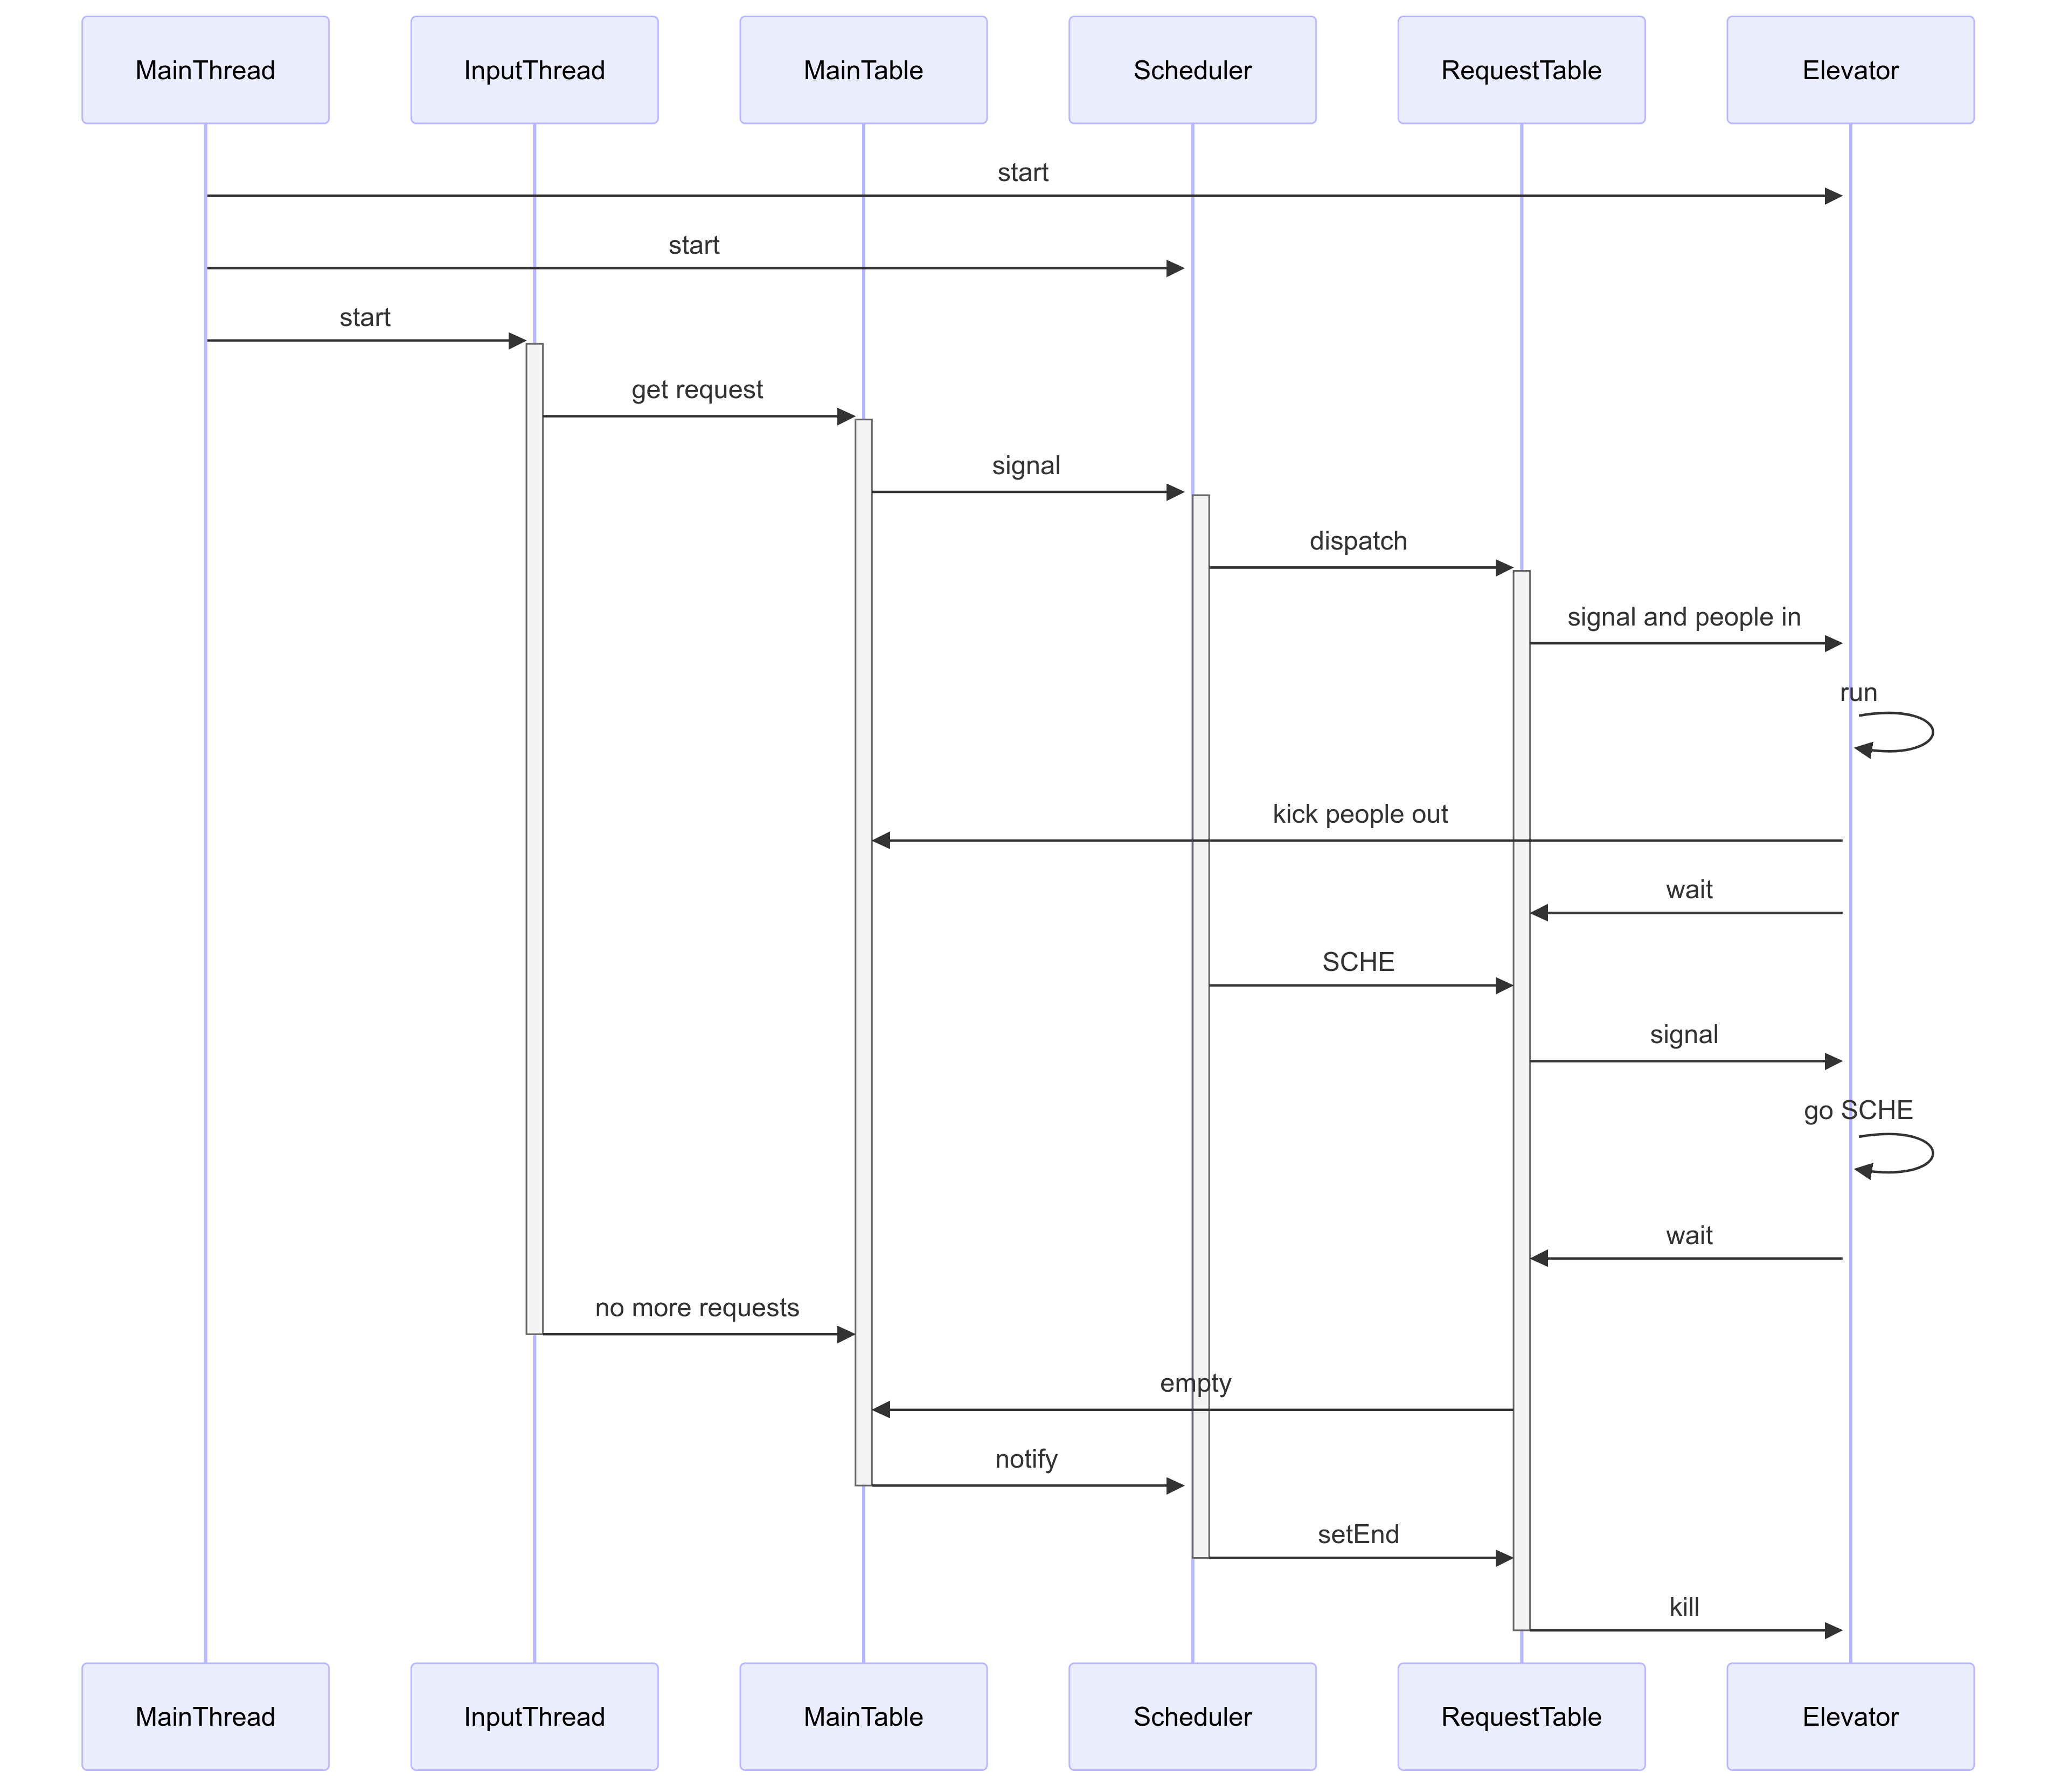 MainThread
InputThread
MainTable
Scheduler
RequestTable
Elevator
start
start
start
get request
signal
dispatch
signal and people in
run
kick people out
wait
SCHE
signal
go SCHE
wait
no more requests
empty
notify
setEnd
kill
MainThread
InputThread
MainTable
Scheduler
RequestTable
Elevator